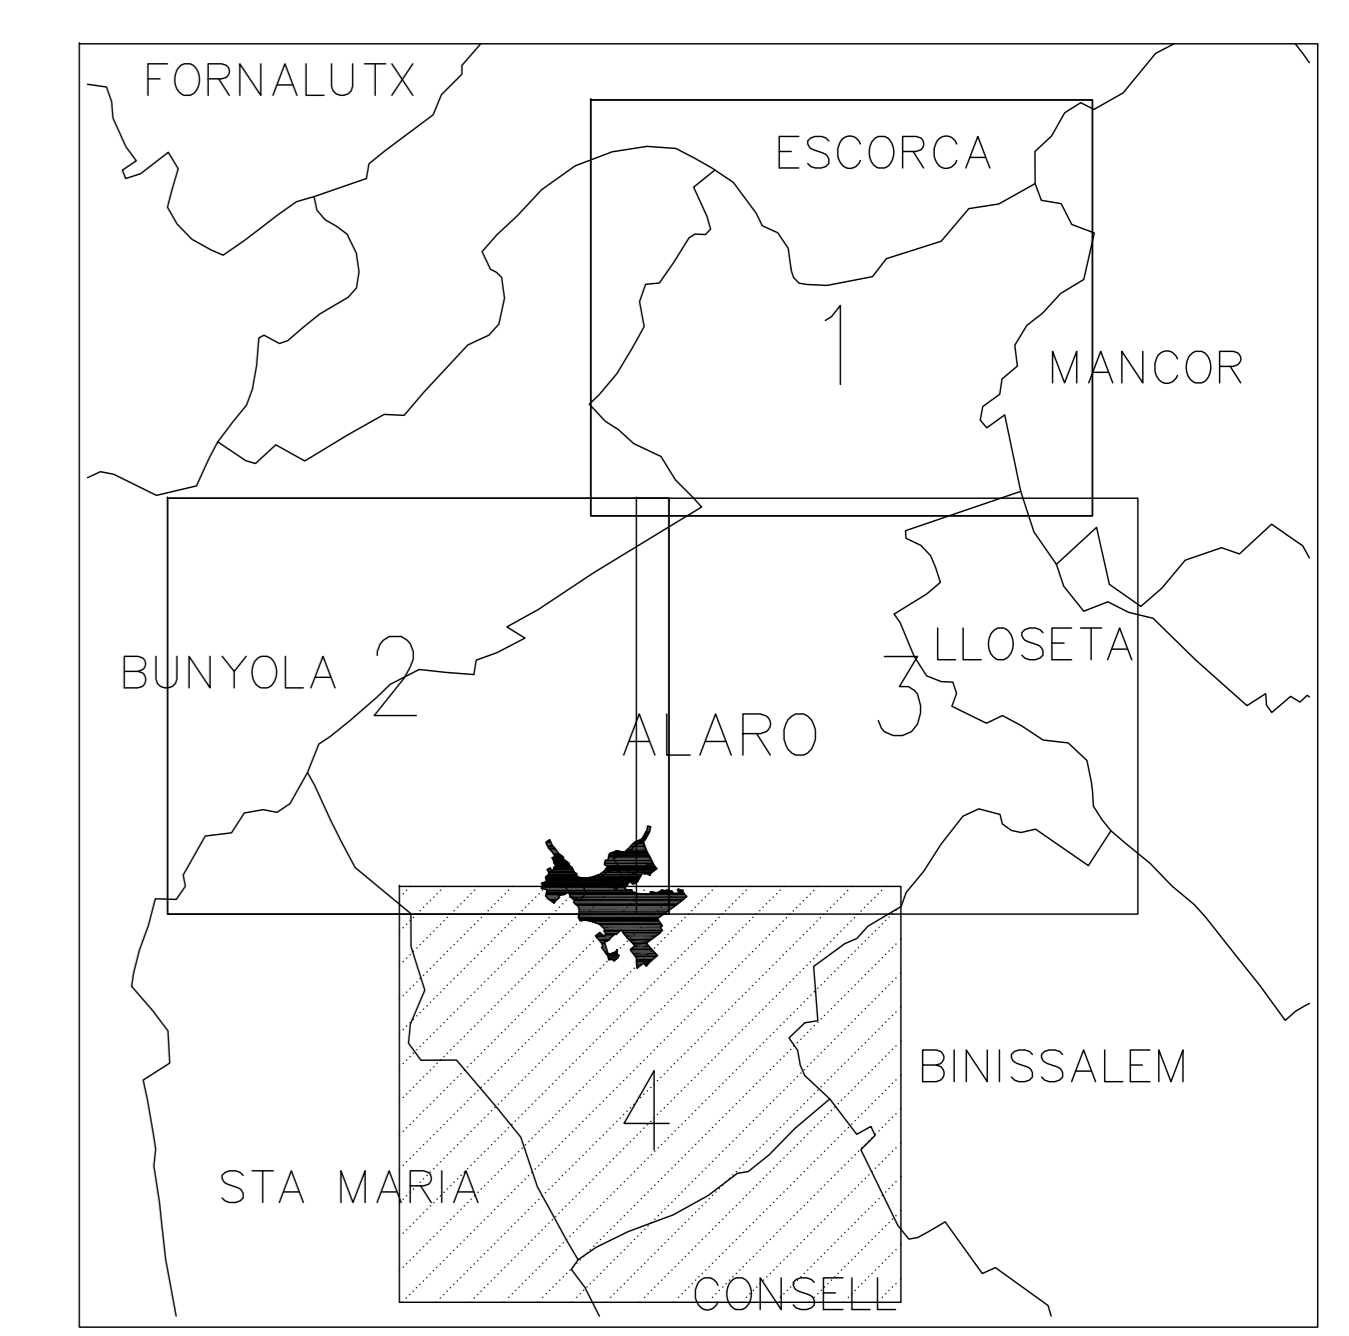 FORNALUTX
ESCORCA
1
MANCOR
BUNYOLA
2
LLOSETA
3
ALARO
BINISSALEM
4
STA MARIA
CONSELL